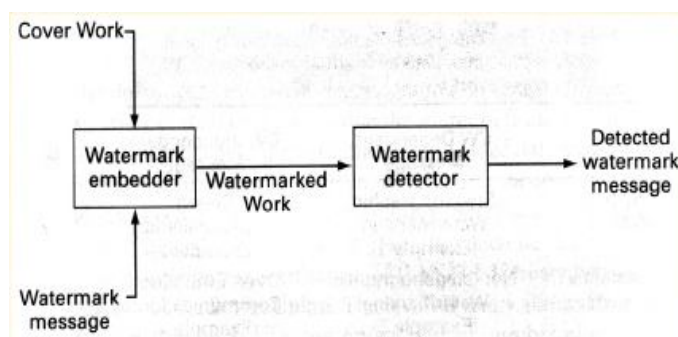 Cover Work
Watermark
embedder
Watermarked
Work
Watermark
detector
Detected
watermark
message
Watermark
message